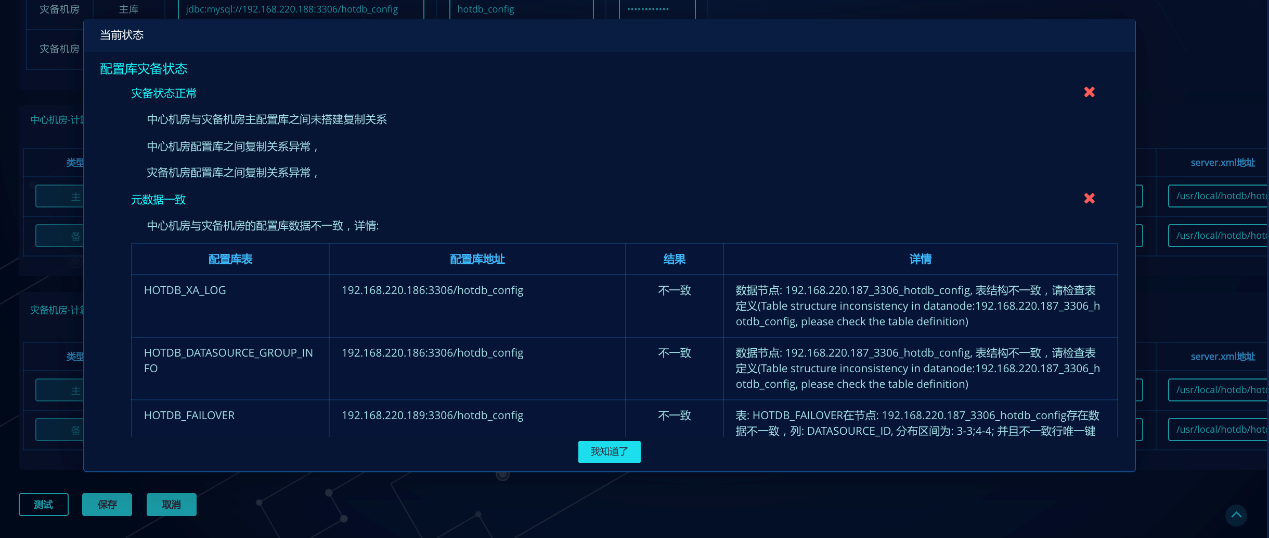 灾备机房 主库 jdbc:mysql://192.168.220.188:3306/hotdb_config hotdb_config ••••••••••••
当前状态
灾备机房
配置库灾备状态
灾备状态正常
中心机房与灾备机房主配置库之间未搭建复制关系
中心机房-计
中心机房配置库之间复制关系异常，
类型 server.xml地址
灾备机房配置库之间复制关系异常，
主 /usr/local/hotdb/hot
元数据一致
中心机房与灾备机房的配置库数据不一致，详情:
备 /usr/local/hotdb/hot
配置库表 配置库地址 结果 详情
HOTDB_XA_LOG 192.168.220.186:3306/hotdb_config 不一致 数据节点: 192.168.220.187_3306_hotdb_config, 表结构不一致，请检查表
定义(Table structure inconsistency in datanode:192.168.220.187_3306_h
otdb_config, please check the table definition)
灾备机房-计
HOTDB_DATASOURCE_GROUP_IN 192.168.220.186:3306/hotdb_config 不一致 数据节点: 192.168.220.187_3306_hotdb_config, 表结构不一致，请检查表
FO 定义(Table structure inconsistency in datanode:192.168.220.187_3306_h
otdb_config, please check the table definition)
类型 server.xml地址
主 /usr/local/hotdb/hot
HOTDB_FAILOVER 192.168.220.189:3306/hotdb_config 不一致 表: HOTDB_FAILOVER在节点: 192.168.220.187_3306_hotdb_config存在数
据不一致，列: DATASOURCE_ID, 分布区间为: 3-3;4-4; 并且不一致行唯一键
备 /usr/local/hotdb/hot
我知道了
测试 保存 取消